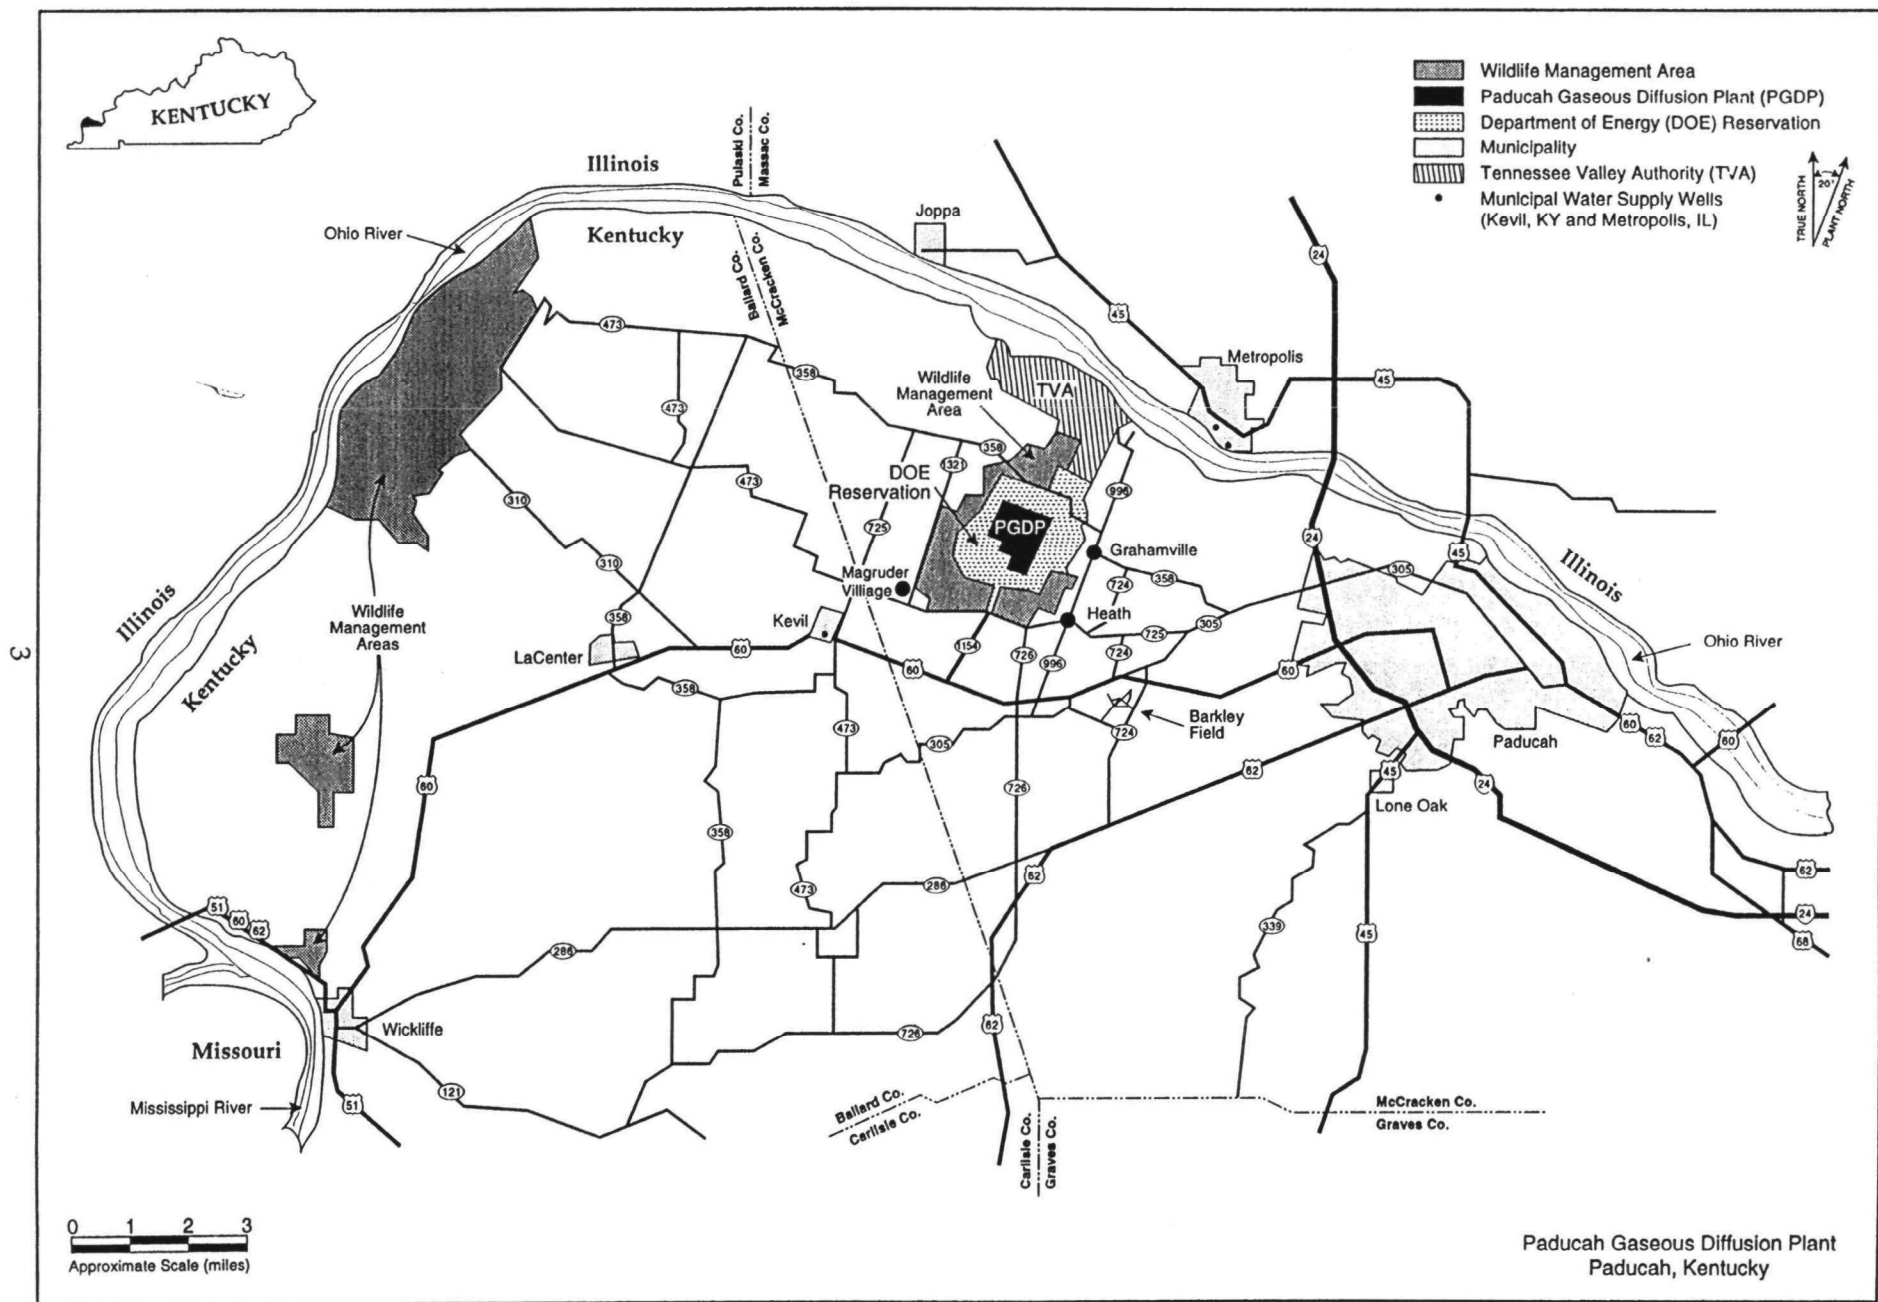 KENTUCKY
Wildlife Management Area
Paducah Gaseous Diffusion Plant (PGDP)
Department of Energy (DOE) Reservation
Municipality
Tennessee Valley Authority (TVA)
Municipal Water Supply Wells
(Kevil, KY and Metropolis, IL)
TRUE NORTH
20°
PLANT NORTH
Pulaski Co.
Massac Co.
Illinois
Kentucky
Ohio River
Joppa
Ballard Co.
McCracken Co.
24
45
473
358
Metropolis
45
Wildlife
Management
Area
TVA
473
358
1321
DOE
Reservation
473
310
996
725
PGDP
24
45
Grahamville
305
Illinois
310
Magruder
Villiage
724
358
Illinois
Wildlife
Management
Areas
358
Kevil
Heath
305
725
Kentucky
LaCenter
60
60
1154
726
996
724
60
Ohio River
358
Barkley
Field
60
62
60
473
305
724
Paducah
60
726
62
45
24
Lone Oak
358
62
473
286
62
51
60
62
339
45
24
68
286
Wickliffe
726
62
Missouri
121
Mississippi River
51
Ballard Co.
Carlisle Co.
McCracken Co.
Graves Co.
Carlisle Co.
Graves Co.
0 1 2 3
Approximate Scale (miles)
Paducah Gaseous Diffusion Plant
Paducah, Kentucky
3